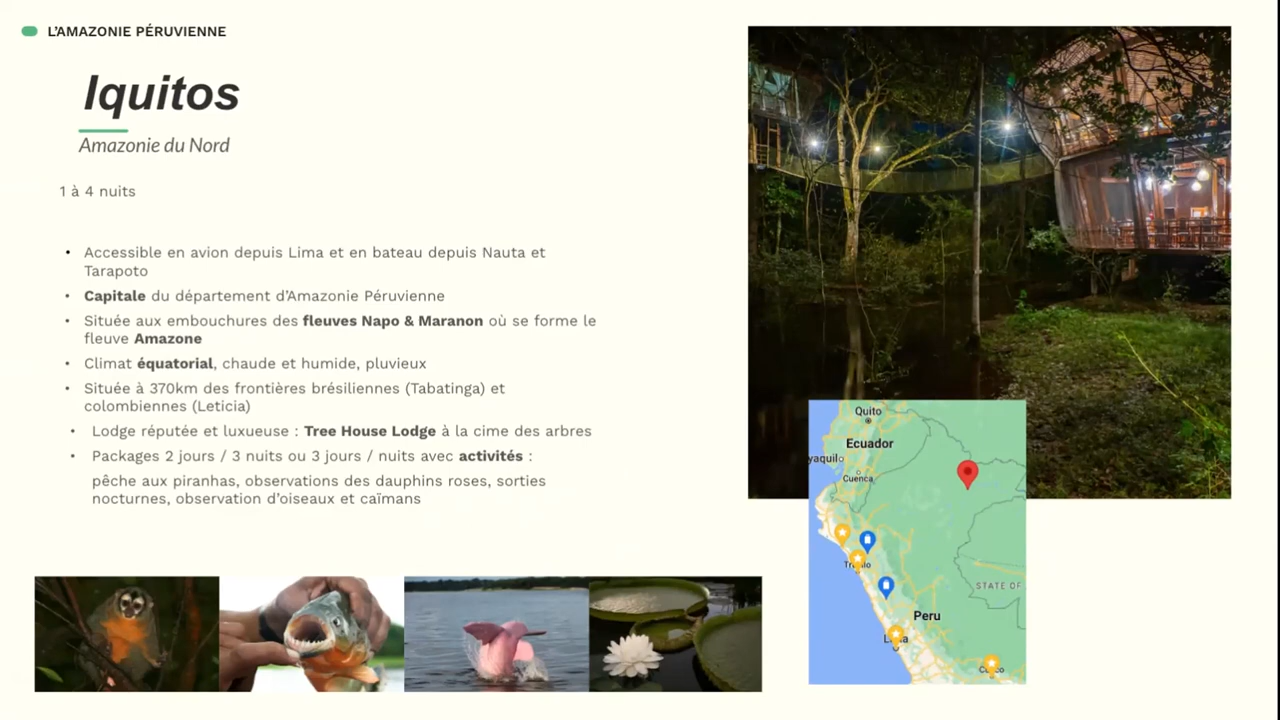 L'AMAZONIE PÉRUVIENNE
Iquitos
Amazonie du Nord
1 à 4 nuits
• Accessible en avion depuis Lima et en bateau depuis Nauta et
Tarapoto
• Capitale du département d'Amazonie Péruvienne
• Située aux embouchures des fleuves Napo & Maranon où se forme le
fleuve Amazone
• Climat équatorial, chaude et humide, pluvieux
• Située à 370km des frontières brésiliennes (Tabatinga) et
colombiennes (Leticia)
• Lodge réputée et luxueuse : Tree House Lodge à la cime des arbres
• Packages 2 jours / 3 nuits ou 3 jours / nuits avec activités :
pêche aux piranhas, observations des dauphins roses, sorties
nocturnes, observation d'oiseaux et caïmans
Quito
Ecuador
yaquil
Cuenca
STATE OF
Peru